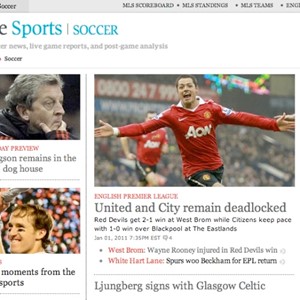 Soccer
MLS SCOREBOARD • MLS STANDINGS • MLS TEAMS • ENG
e Sports | SOCCER
cer news, live game reports, and post-game analysis
› Soccer
AON
DAY PREVIEW
gson remains in the
dog house
ENGLISH PREMIER LEAGUE
United and City remain deadlocked
Red Devils get 2-1 win at West Brom while Citizens keep pace
with 1-0 win over Blackpool at The Eastlands
Jan 01, 2011 7:35PM EST 4
• West Brom: Wayne Rooney injured in Red Devils win
• White Hart Lane: Spurs woo Beckham for EPL return
moments from the
sports
Ljungberg signs with Glasgow Celtic